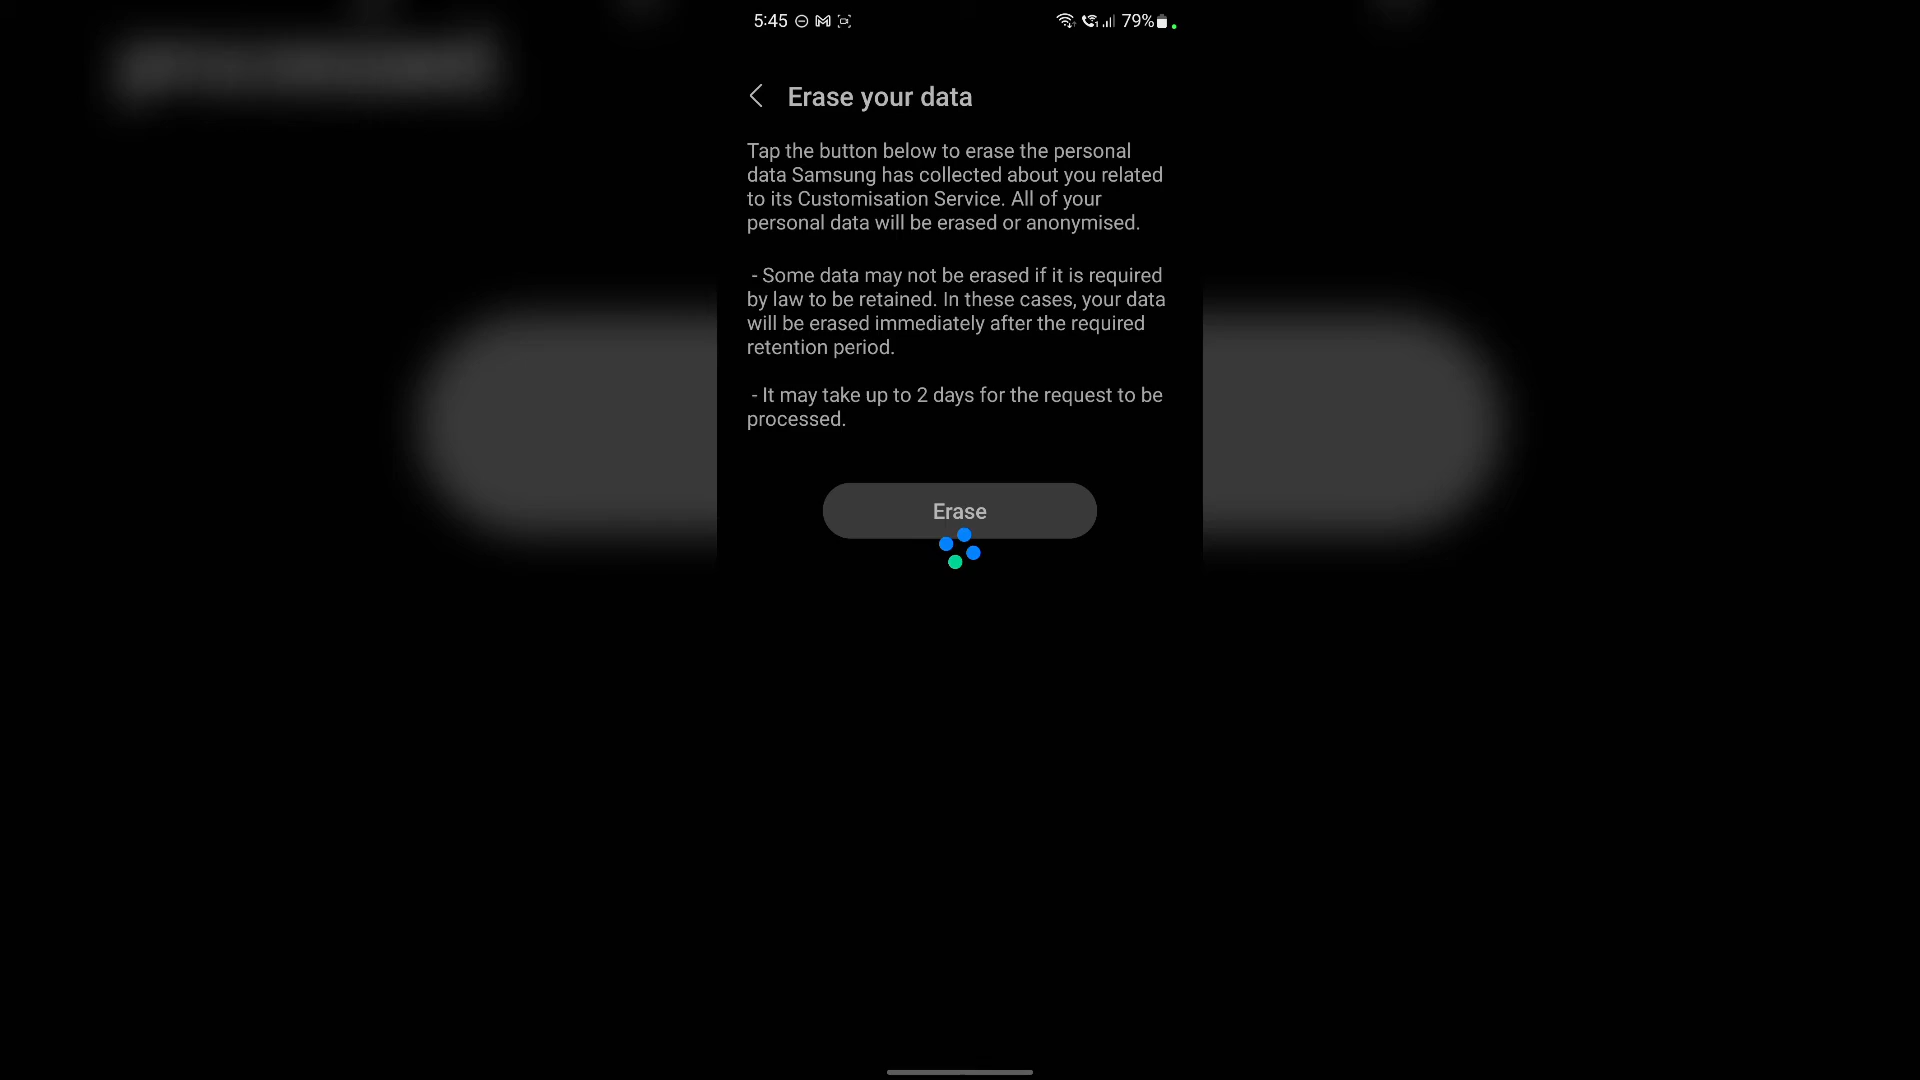 5:45 79%
Erase your data
Tap the button below to erase the personal
data Samsung has collected about you related
to its Customisation Service. All of your
personal data will be erased or anonymised.
- Some data may not be erased if it is required
by law to be retained. In these cases, your data
will be erased immediately after the required
retention period.
- It may take up to 2 days for the request to be
processed.
Erase